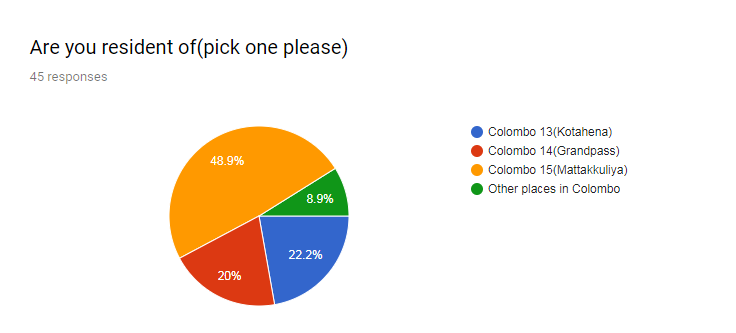 Are you resident of(pick one please)
45 responses
Colombo 13(Kotahena)
Colombo 14(Grandpass)
Colombo 15(Mattakkuliya)
Other places in Colombo
48.9%
8.9%
22.2%
20%